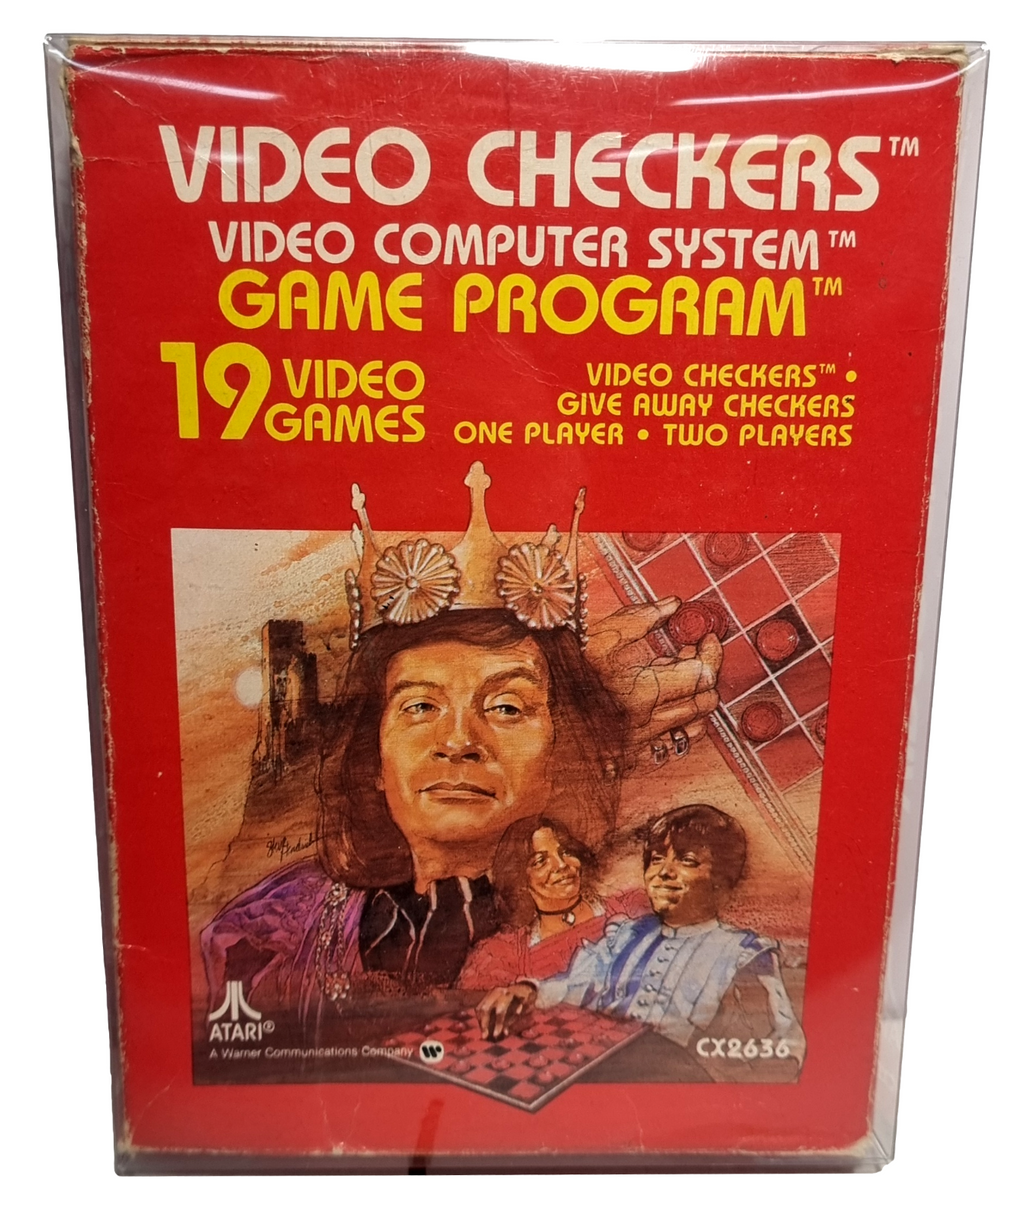 VIDEO CHECKERS™
VIDEO COMPUTER SYSTEM™
GAME PROGRAM™
19 VIDEO GAMES
VIDEO CHECKERS™ •
GIVE AWAY CHECKERS
ONE PLAYER • TWO PLAYERS
ATARI®
A Warner Communications Company
CX2636